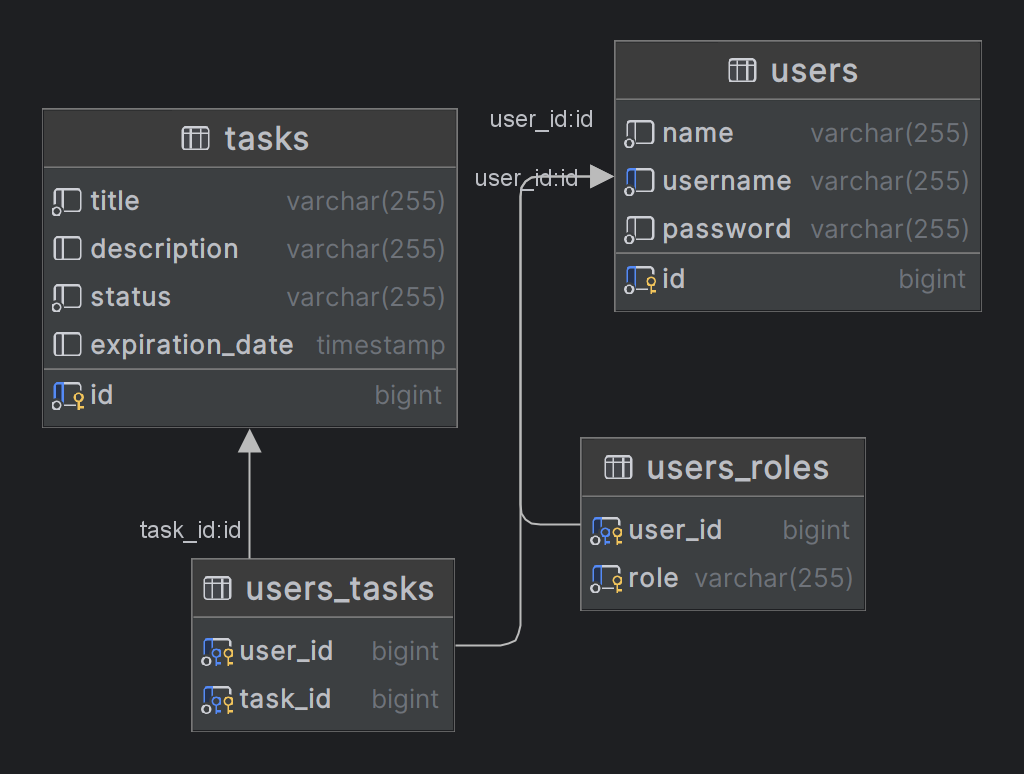 tasks
title varchar(255)
description varchar(255)
status varchar(255)
expiration_date timestamp
id bigint
user_id:id
user_id:id
users
name varchar(255)
username varchar(255)
password varchar(255)
id bigint
task_id:id
users_tasks
user_id bigint
task_id bigint
users_roles
user_id bigint
role varchar(255)